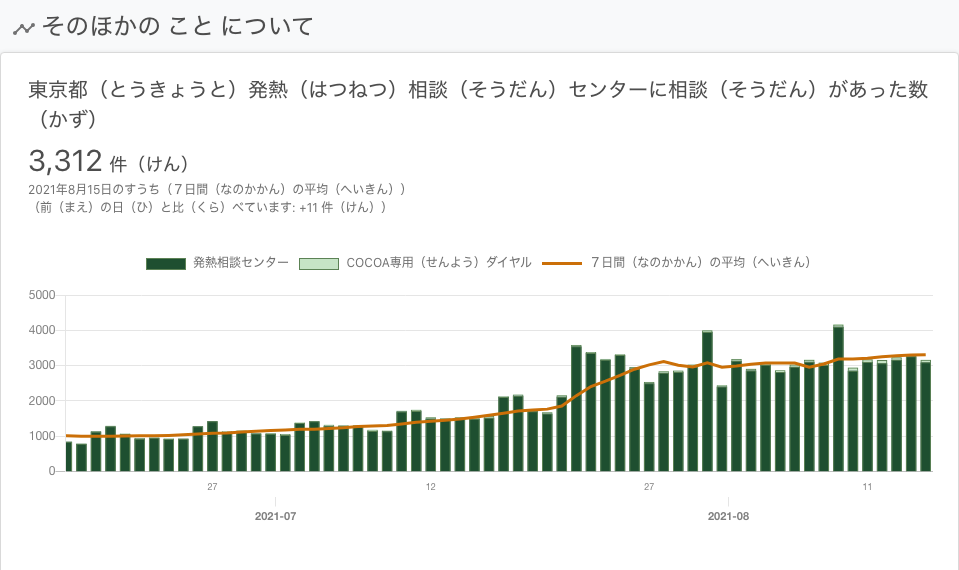 そのほかの こと について
東京都（とうきょうと）発熱（はつねつ）相談（そうだん）センターに相談（そうだん）があった数
（かず）
3,312 件（けん）
2021年8月15日のすうち（７日間（なのかかん）の平均（へいきん））
（前（まえ）の日（ひ）と比（くら）べています: +11 件（けん））
発熱相談センター COCOA専用（せんよう）ダイヤル ７日間（なのかかん）の平均（へいきん）
5000
4000
3000
2000
1000
0
27 12 27 11
2021-07 2021-08